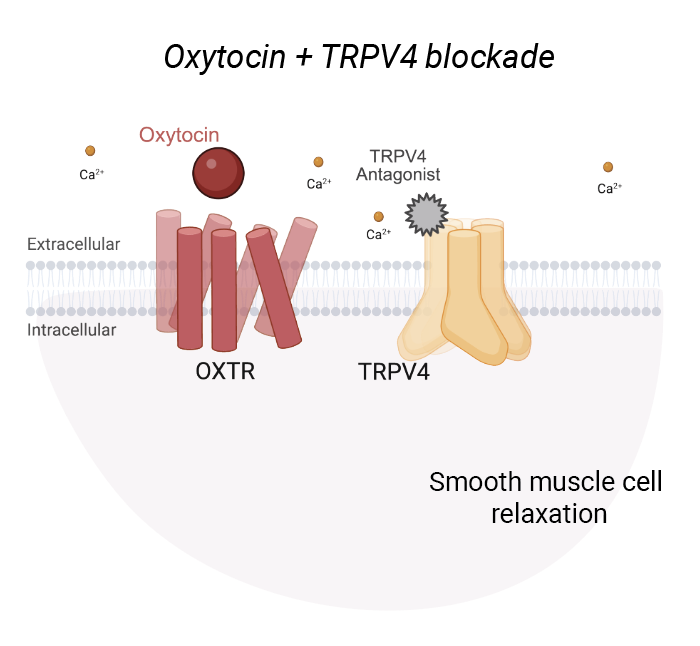 Oxytocin + TRPV4 blockade
Oxytocin
TRPV4
Antagonist
Ca²⁺
Ca²⁺
Ca²⁺
Ca²⁺
Extracellular
Intracellular
OXTR
TRPV4
Smooth muscle cell
relaxation